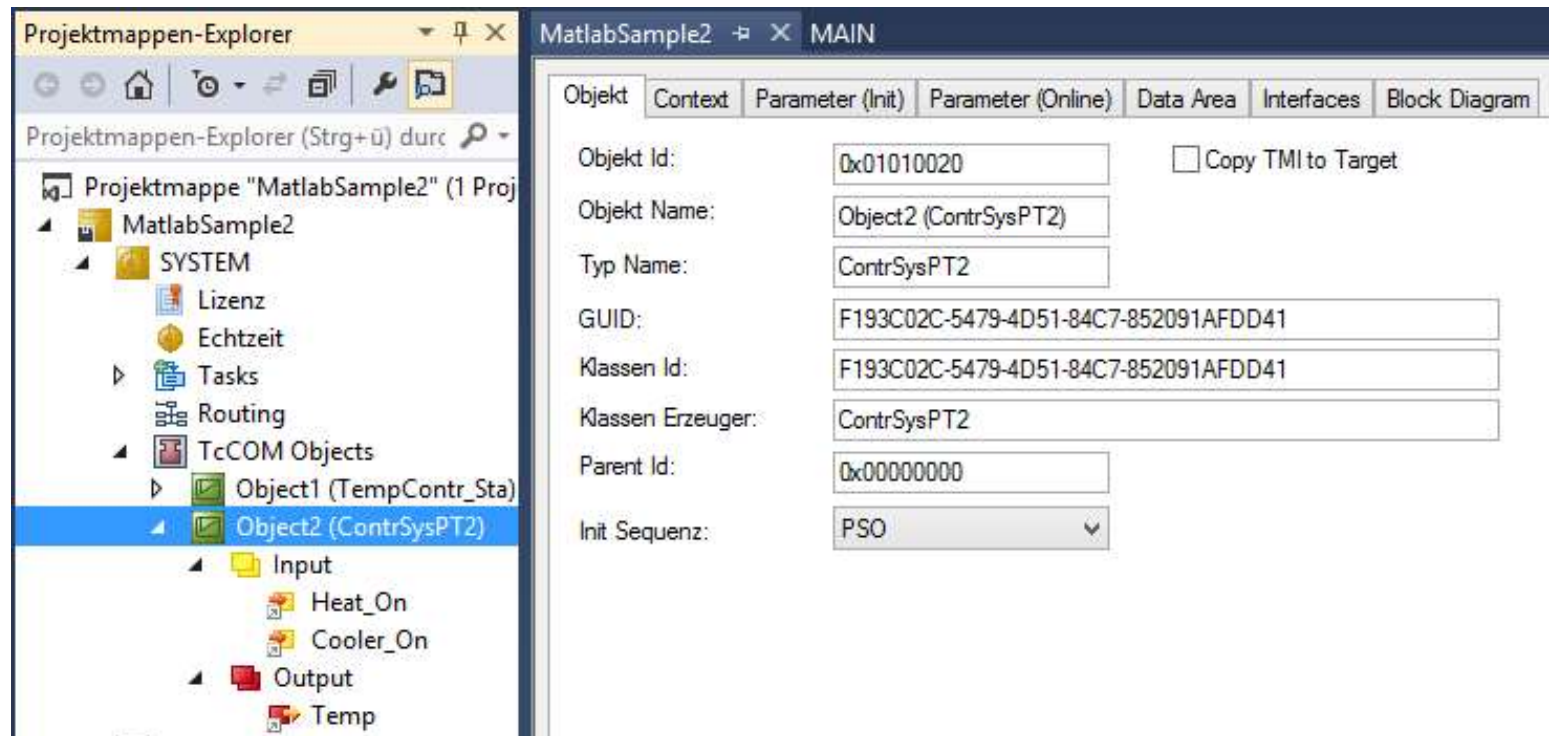 Projektmappen-Explorer
Projektmappen-Explorer (Strg+ü) durc
Projektmappe "MatlabSample2" (1 Proj
MatlabSample2
SYSTEM
Lizenz
Echtzeit
Tasks
Routing
TcCOM Objects
Object1 (TempContr_Sta)
Object2 (ContrSysPT2)
Input
Heat_On
Cooler_On
Output
Temp
MatlabSample2 MAIN
Objekt Context Parameter (Init) Parameter (Online) Data Area Interfaces Block Diagram
Objekt Id: 0x01010020 Copy TMI to Target
Objekt Name: Object2 (ContrSysPT2)
Typ Name: ContrSysPT2
GUID: F193C02C-5479-4D51-84C7-852091AFDD41
Klassen Id: F193C02C-5479-4D51-84C7-852091AFDD41
Klassen Erzeuger: ContrSysPT2
Parent Id: 0x00000000
Init Sequenz: PSO